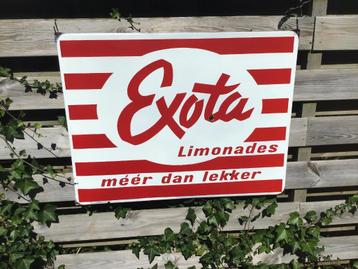 Exota
Limonades
méér dan lekker